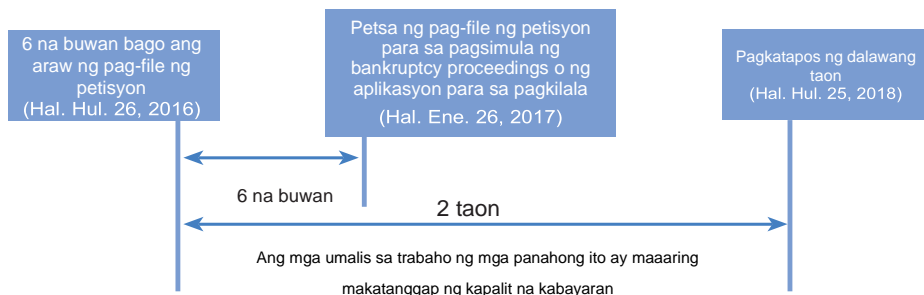 6 na buwan bago ang
araw ng pag-file ng
petisyon
(Hal. Hul. 26, 2016)
Petsa ng pag-file ng petisyon
para sa pagsimula ng
bankruptcy proceedings o ng
aplikasyon para sa pagkilala
(Hal. Ene. 26, 2017)
Pagkatapos ng dalawang
taon
(Hal. Hul. 25, 2018)
6 na buwan
2 taon
Ang mga umalis sa trabaho ng mga panahong ito ay maaaring
makatanggap ng kapalit na kabayaran